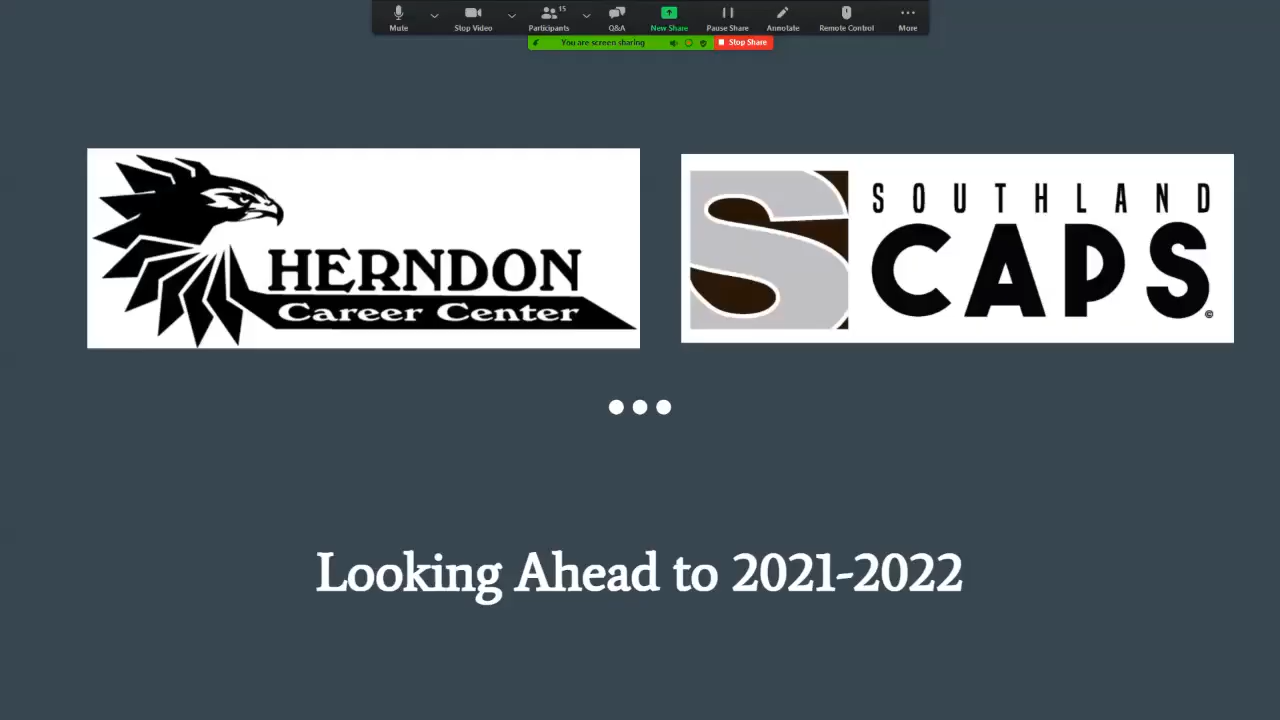 15
Mute
Stop Video
Participants
Q&A
New Share
Pause Share
Annotate
Remote Control
More
You are screen sharing
Stop Share
HERNDON
Career Center
SOUTHLAND
CAPS©
Looking Ahead to 2021-2022